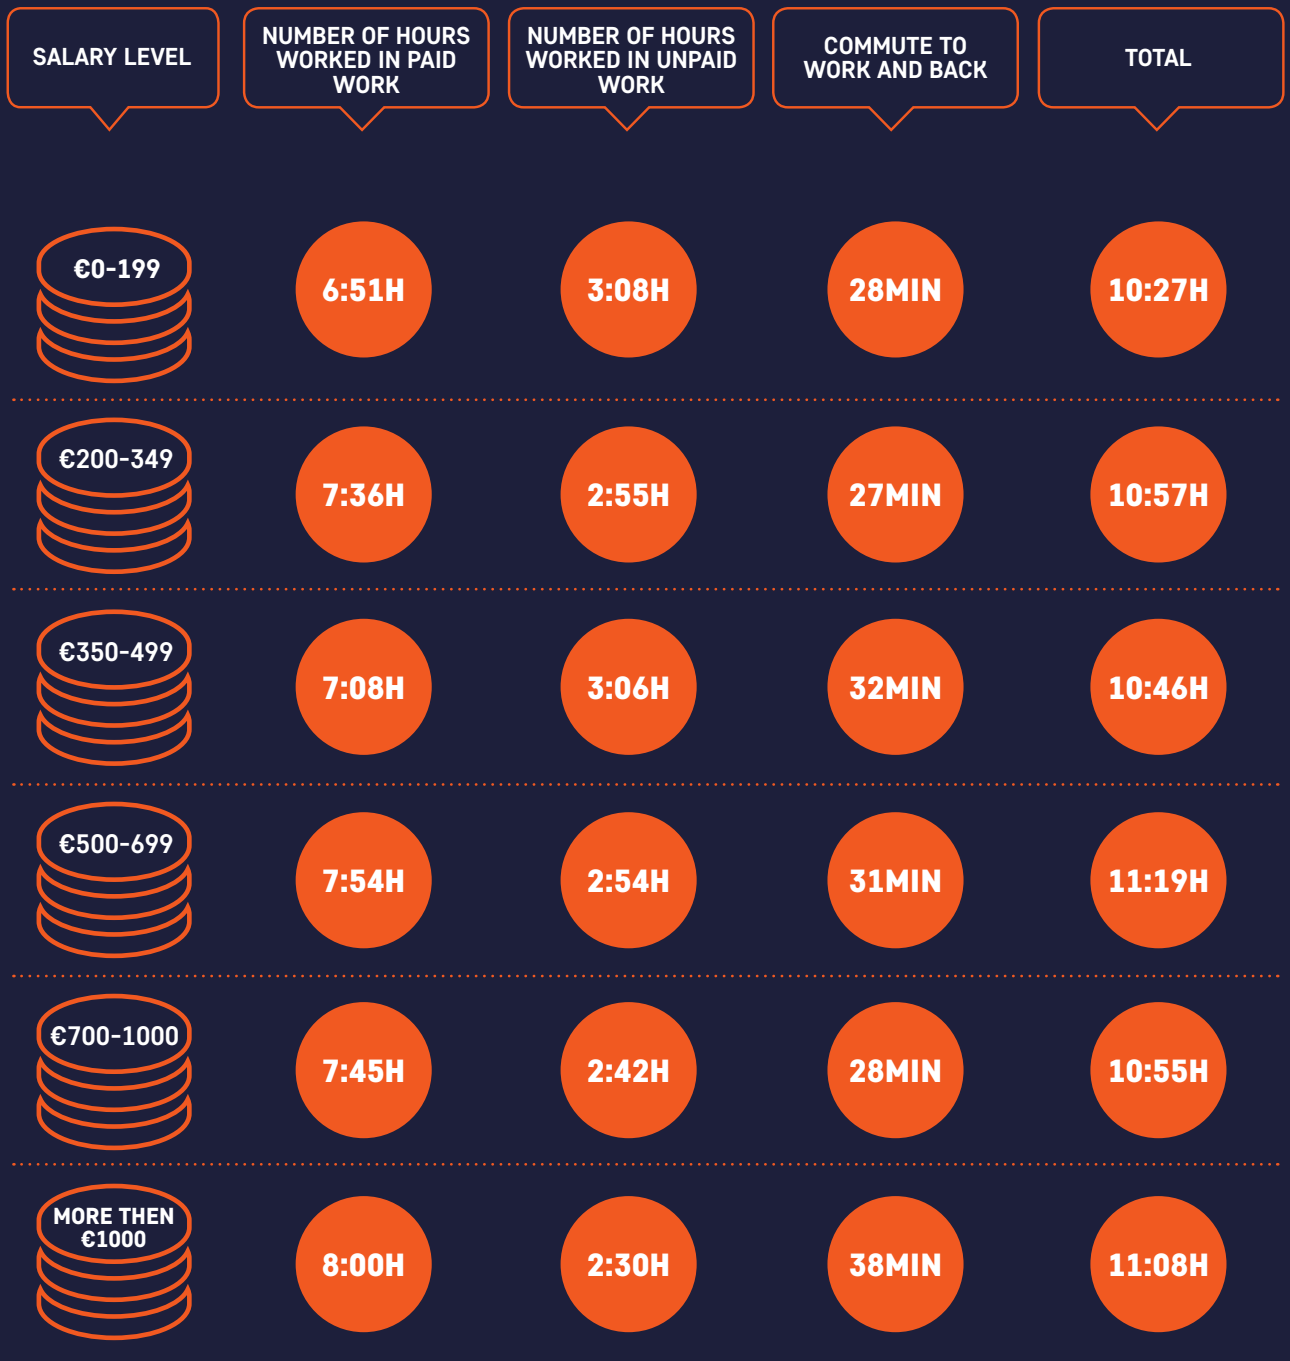 SALARY LEVEL
NUMBER OF HOURS
WORKED IN PAID
WORK
NUMBER OF HOURS
WORKED IN UNPAID
WORK
COMMUTE TO
WORK AND BACK
TOTAL
€0-199
6:51H
3:08H
28MIN
10:27H
€200-349
7:36H
2:55H
27MIN
10:57H
€350-499
7:08H
3:06H
32MIN
10:46H
€500-699
7:54H
2:54H
31MIN
11:19H
€700-1000
7:45H
2:42H
28MIN
10:55H
MORE THEN
€1000
8:00H
2:30H
38MIN
11:08H